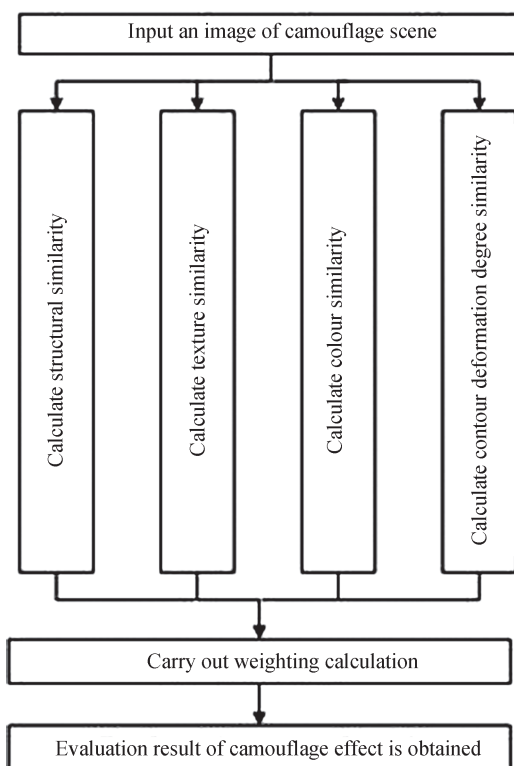 Input an image of camouflage scene
Calculate structural similarity
Calculate texture similarity
Calculate colour similarity
Calculate contour deformation degree similarity
Carry out weighting calculation
Evaluation result of camouflage effect is obtained